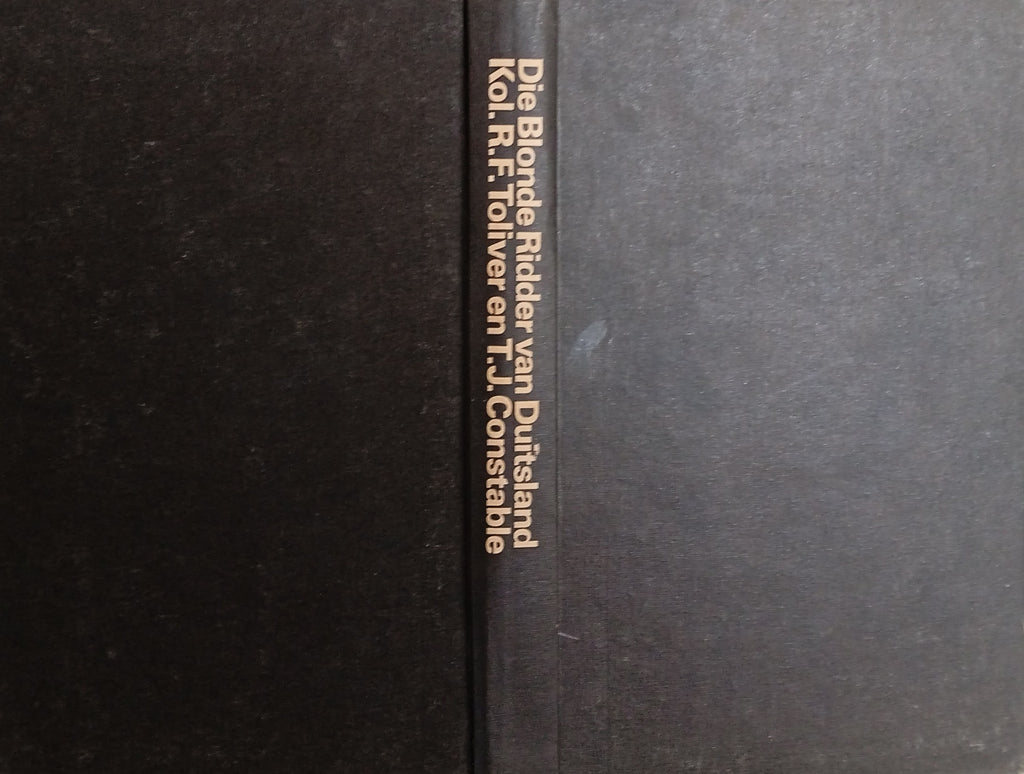 Die Blonde Ridder van Duitsland
Kol. R.F. Toliver en T.J. Constable